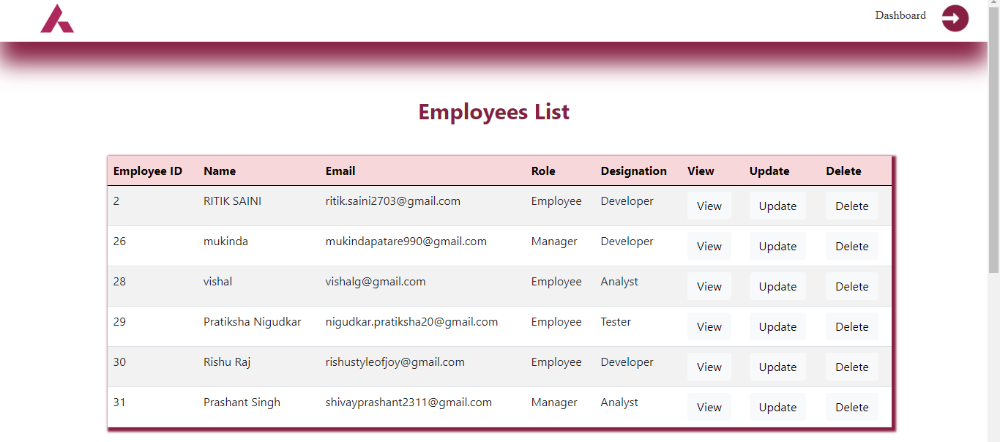 Dashboard
Employees List
Employee ID Name Email Role Designation View Update Delete
2 RITIK SAINI ritik.saini2703@gmail.com Employee Developer View Update Delete
26 mukinda mukindapatare990@gmail.com Manager Developer View Update Delete
28 vishal vishalg@gmail.com Employee Analyst View Update Delete
29 Pratiksha Nigudkar nigudkar.pratiksha20@gmail.com Employee Tester View Update Delete
30 Rishu Raj rishustyleofjoy@gmail.com Employee Developer View Update Delete
31 Prashant Singh shivayprashant2311@gmail.com Manager Analyst View Update Delete